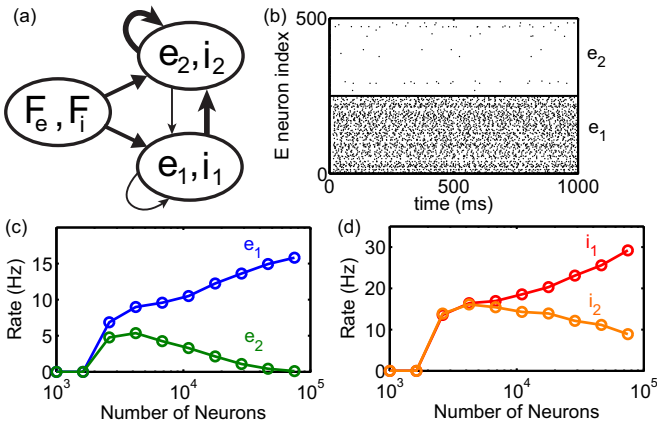 (a)
e2, i2
Fe, Fi
e1, i1
(b)
E neuron index
500
0
e2
e1
0
500
1000
time (ms)
(c)
Rate (Hz)
15
10
5
0
e1
e2
10^3
10^4
10^5
Number of Neurons
(d)
Rate (Hz)
30
20
10
0
i1
i2
10^3
10^4
10^5
Number of Neurons